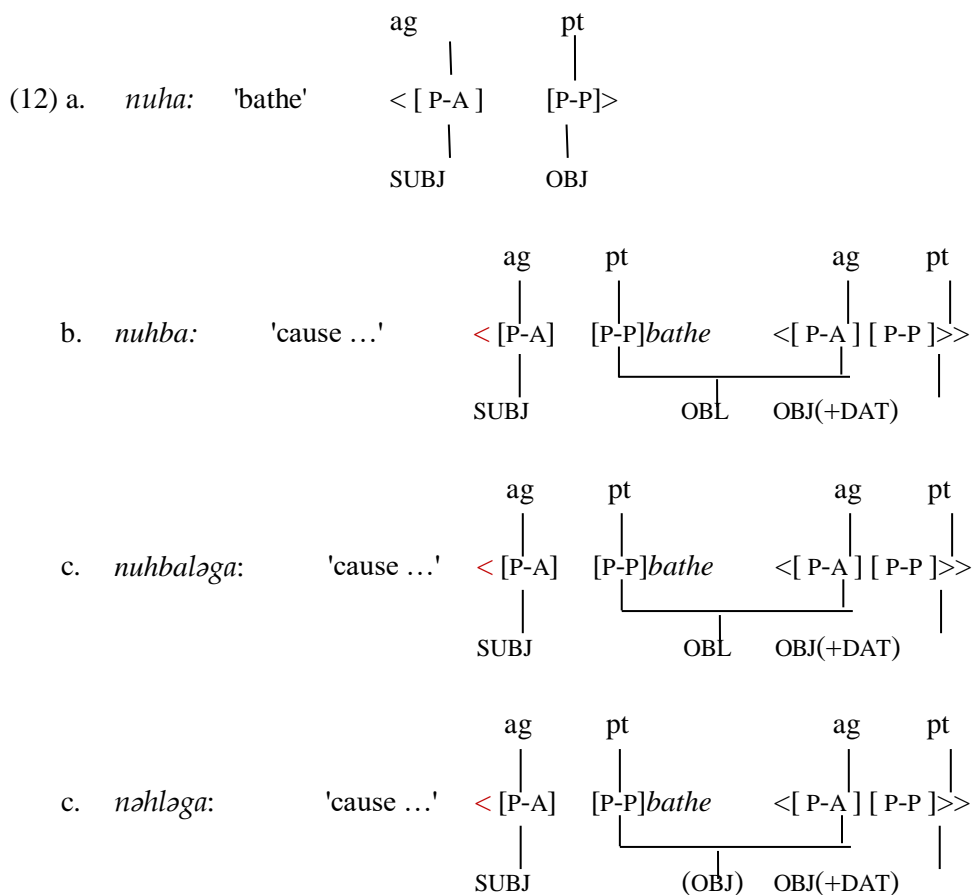 ag pt
(12) a. nuha: 'bathe' < [ P-A ] [P-P]>
SUBJ OBJ
ag pt ag pt
b. nuhba: 'cause …' < [P-A] [P-P]bathe <[ P-A ] [ P-P ]>>
SUBJ OBL OBJ(+DAT)
ag pt ag pt
c. nuhbaləga: 'cause …' < [P-A] [P-P]bathe <[ P-A ] [ P-P ]>>
SUBJ OBL OBJ(+DAT)
ag pt ag pt
c. nəhləga: 'cause …' < [P-A] [P-P]bathe <[ P-A ] [ P-P ]>>
SUBJ (OBJ) OBJ(+DAT)